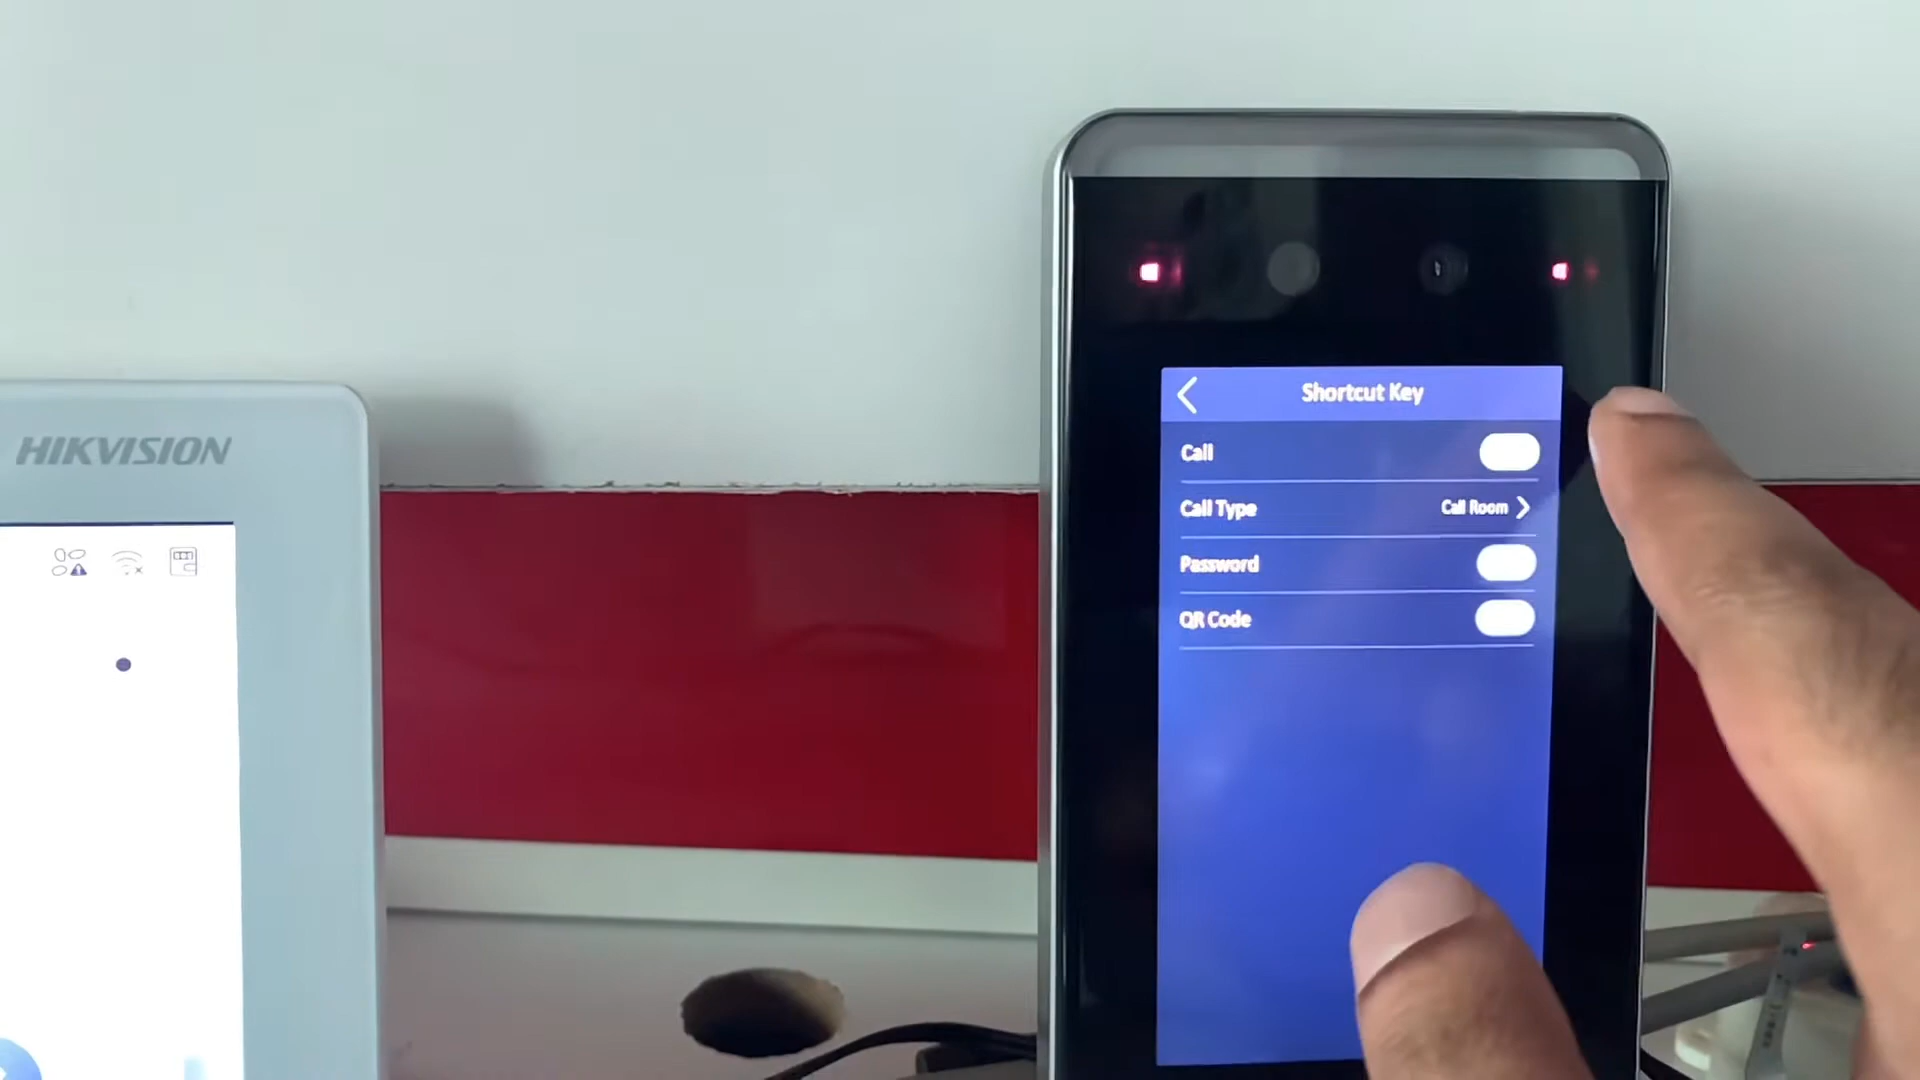 HIKVISION
Shortcut Key
Call
Call Type Call Room
Password
QR Code